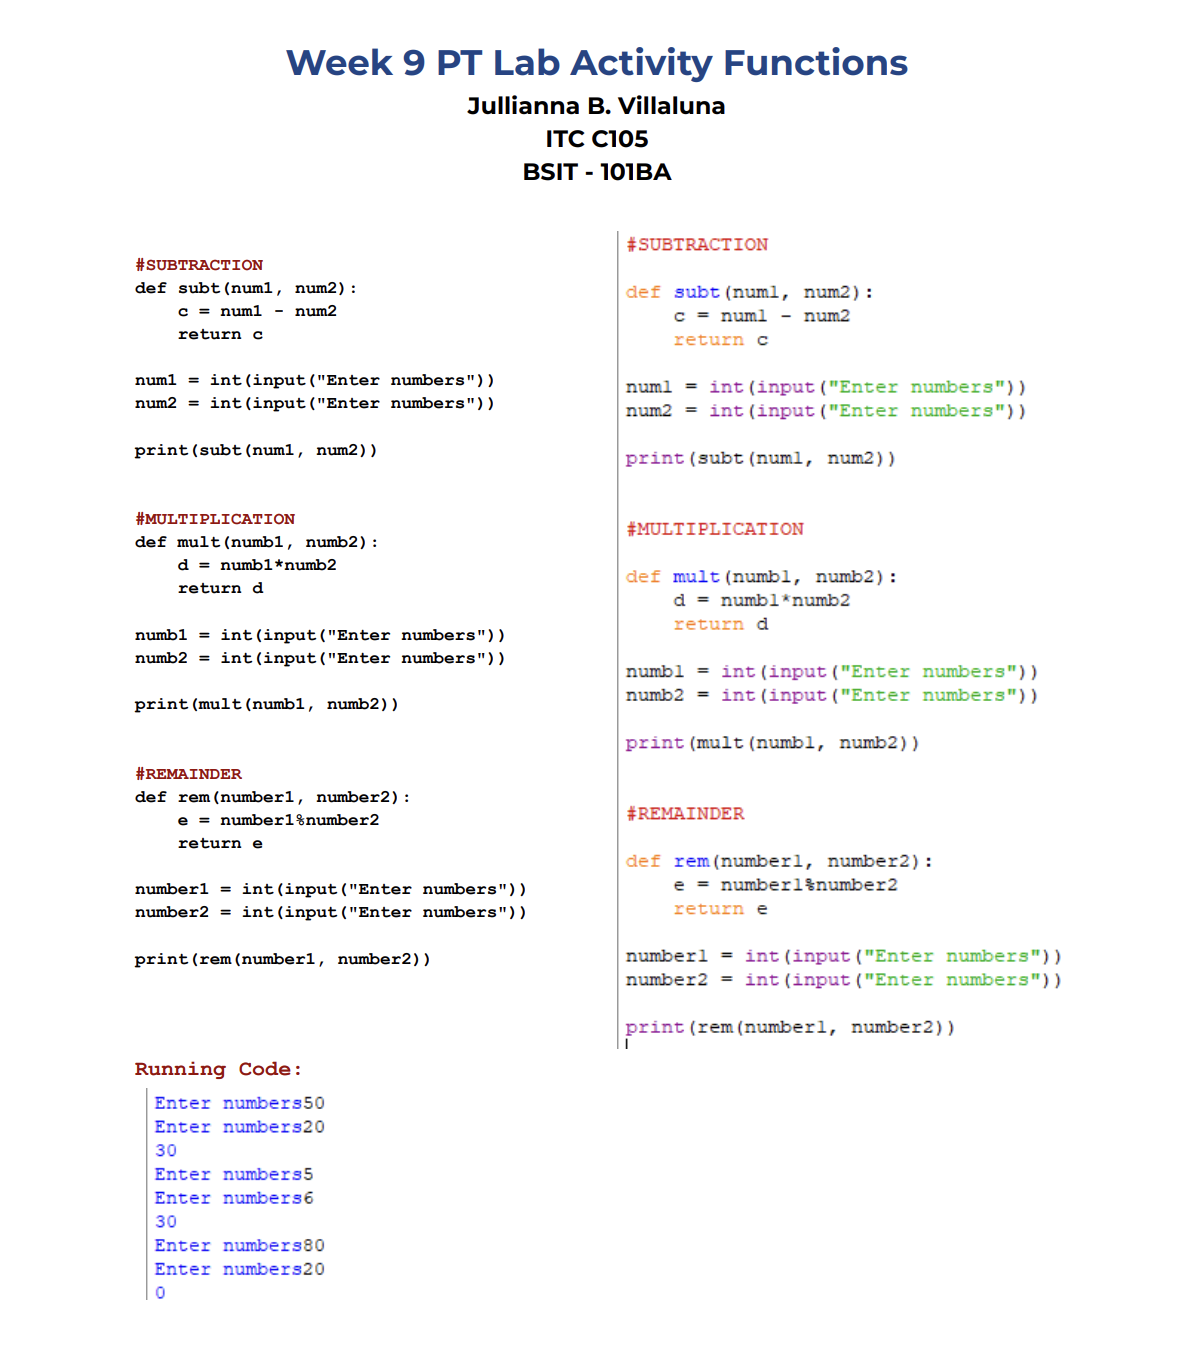 Week 9 PT Lab Activity Functions
Jullianna B. Villaluna
ITC C105
BSIT - 101BA
#SUBTRACTION
def subt(num1, num2):
    c = num1 - num2
    return c
num1 = int(input("Enter numbers"))
num2 = int(input("Enter numbers"))
print(subt(num1, num2))
#MULTIPLICATION
def mult(numb1, numb2):
    d = numb1*numb2
    return d
numb1 = int(input("Enter numbers"))
numb2 = int(input("Enter numbers"))
print(mult(numb1, numb2))
#REMAINDER
def rem(number1, number2):
    e = number1%number2
    return e
number1 = int(input("Enter numbers"))
number2 = int(input("Enter numbers"))
print(rem(number1, number2))
#SUBTRACTION
def subt(num1, num2):
    c = num1 - num2
    return c
num1 = int(input("Enter numbers"))
num2 = int(input("Enter numbers"))
print(subt(num1, num2))
#MULTIPLICATION
def mult(numb1, numb2):
    d = numb1*numb2
    return d
numb1 = int(input("Enter numbers"))
numb2 = int(input("Enter numbers"))
print(mult(numb1, numb2))
#REMAINDER
def rem(number1, number2):
    e = number1%number2
    return e
number1 = int(input("Enter numbers"))
number2 = int(input("Enter numbers"))
print(rem(number1, number2))
Running Code:
Enter numbers50
Enter numbers20
30
Enter numbers5
Enter numbers6
30
Enter numbers80
Enter numbers20
0